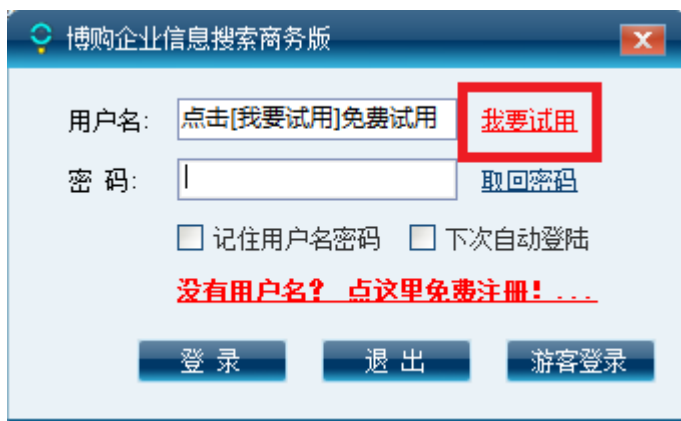 博购企业信息搜索商务版
用户名: 点击[我要试用]免费试用 我要试用
密 码: 取回密码
记住用户名密码 下次自动登陆
没有用户名？ 点这里免费注册！...
登 录 退 出 游客登录